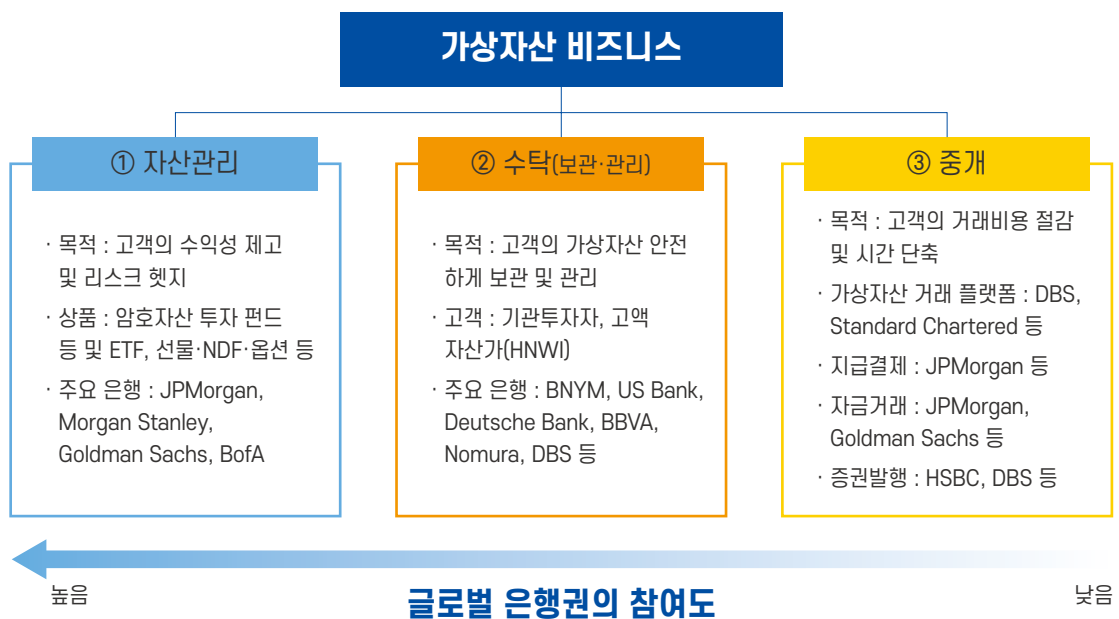 가상자산 비즈니스
① 자산관리
· 목적 : 고객의 수익성 제고
및 리스크 헷지
· 상품 : 암호자산 투자 펀드
등 및 ETF, 선물·NDF·옵션 등
· 주요 은행 : JPMorgan,
Morgan Stanley,
Goldman Sachs, BofA
② 수탁(보관·관리)
· 목적 : 고객의 가상자산 안전
하게 보관 및 관리
· 고객 : 기관투자자, 고액
자산가(HNWI)
· 주요 은행 : BNYM, US Bank,
Deutsche Bank, BBVA,
Nomura, DBS 등
③ 중개
· 목적 : 고객의 거래비용 절감
및 시간 단축
· 가상자산 거래 플랫폼 : DBS,
Standard Chartered 등
· 지급결제 : JPMorgan 등
· 자금거래 : JPMorgan,
Goldman Sachs 등
· 증권발행 : HSBC, DBS 등
높음
글로벌 은행권의 참여도
낮음